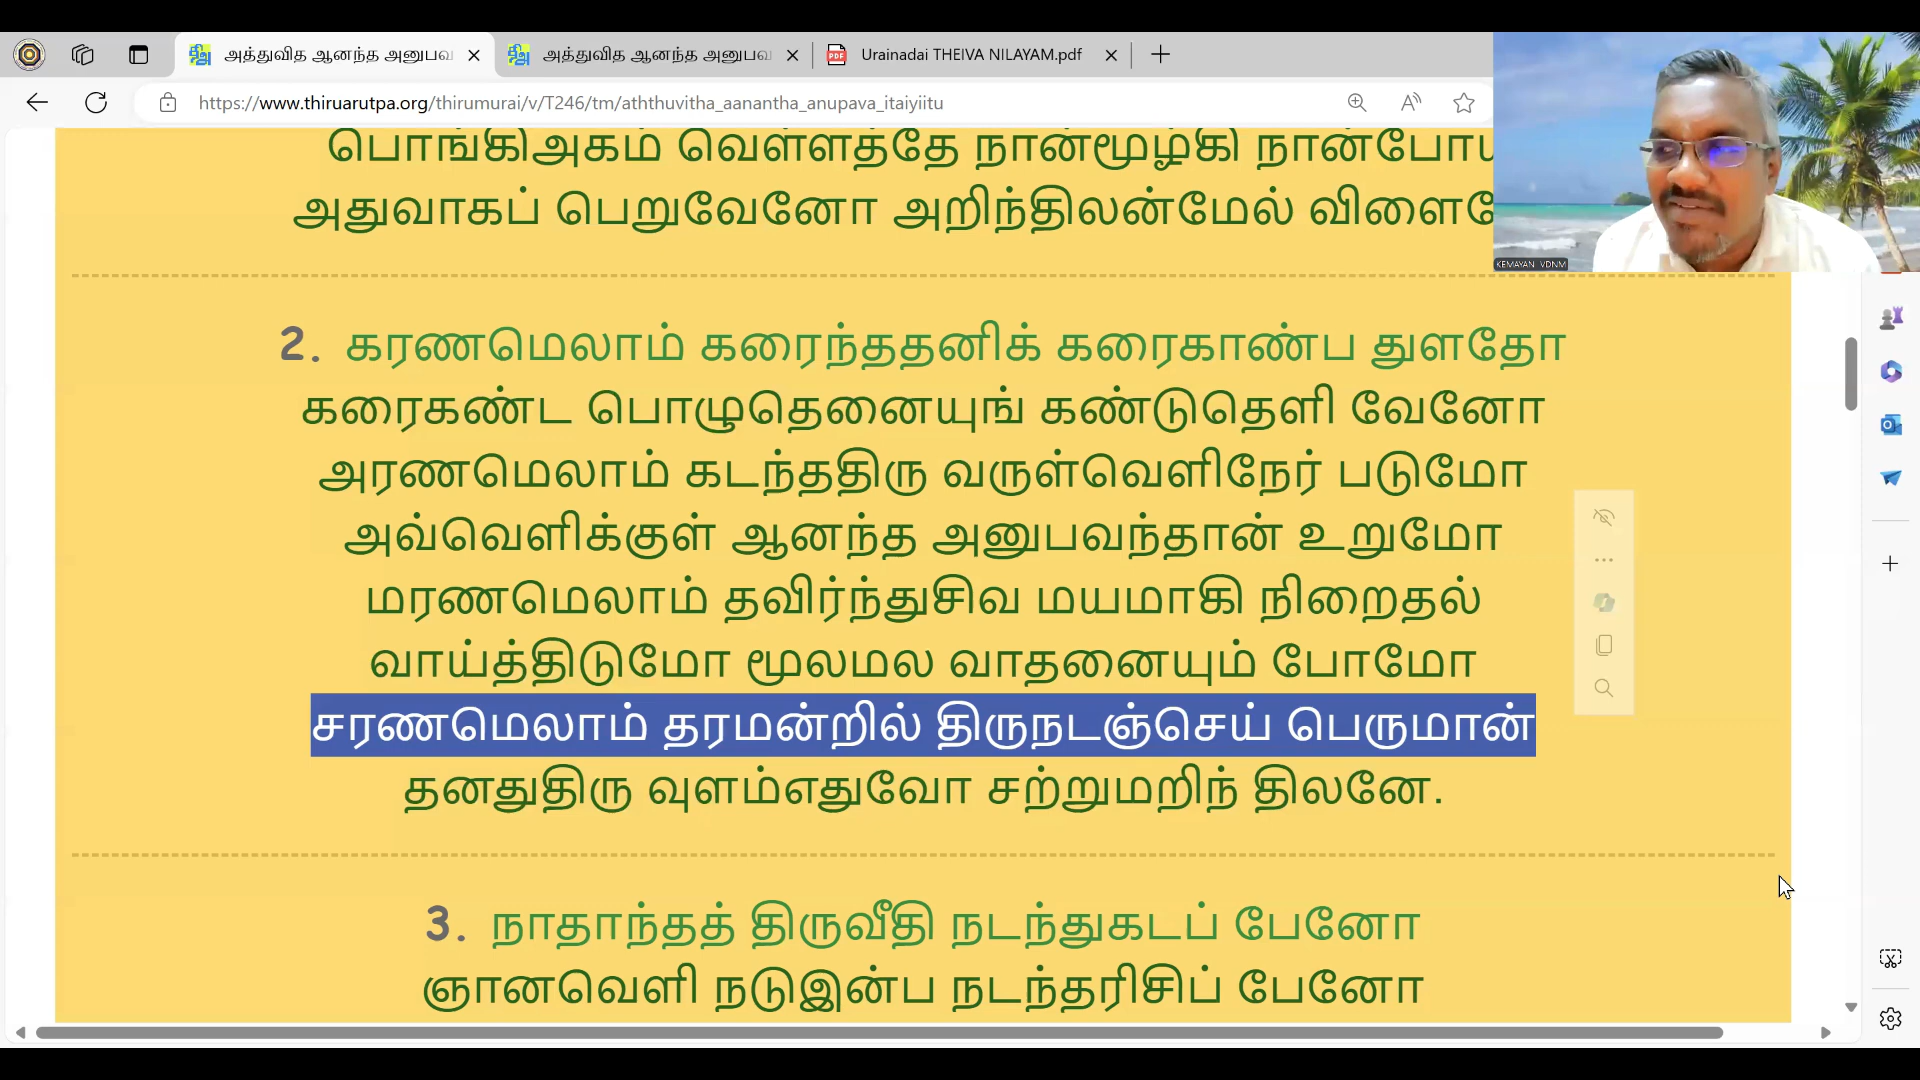 அத்துவித ஆனந்த அனுபவ
அத்துவித ஆனந்த அனுபவ
Urainadai THEIVA NILAYAM.pdf
https://www.thiruarutpa.org/thirumurai/v/T246/tm/aththuvitha_aanantha_anupava_itaiyiitu
KEMAYAN VDNM
பொங்கிஅகம் வெள்ளத்தே நான்மூழ்கி
அதுவாகப் பெறுவேனோ அறிந்திலன்மேல்
2. கரணமெலாம் கரைந்ததனிக் கரைகாண்ப துளதோ
கரைகண்ட பொழுதெனையுங் கண்டுதெளி வேனோ
அரணமெலாம் கடந்ததிரு வருள்வெளிநேர் படுமோ
அவ்வெளிக்குள் ஆனந்த அனுபவந்தான் உறுமோ
மரணமெலாம் தவிர்ந்துசிவ மயமாகி நிறைதல்
வாய்த்திடுமோ மூலமல வாதனையும் போமோ
சரணமெலாம் தரமன்றில் திருநடஞ்செய் பெருமான்
தனதுதிரு வுளம்எதுவோ சற்றுமறிந் திலனே.
3. நாதாந்தத் திருவீதி நடந்துகடப் பேனோ
ஞானவெளி நடுஇன்ப நடந்தரிசிப் பேனோ